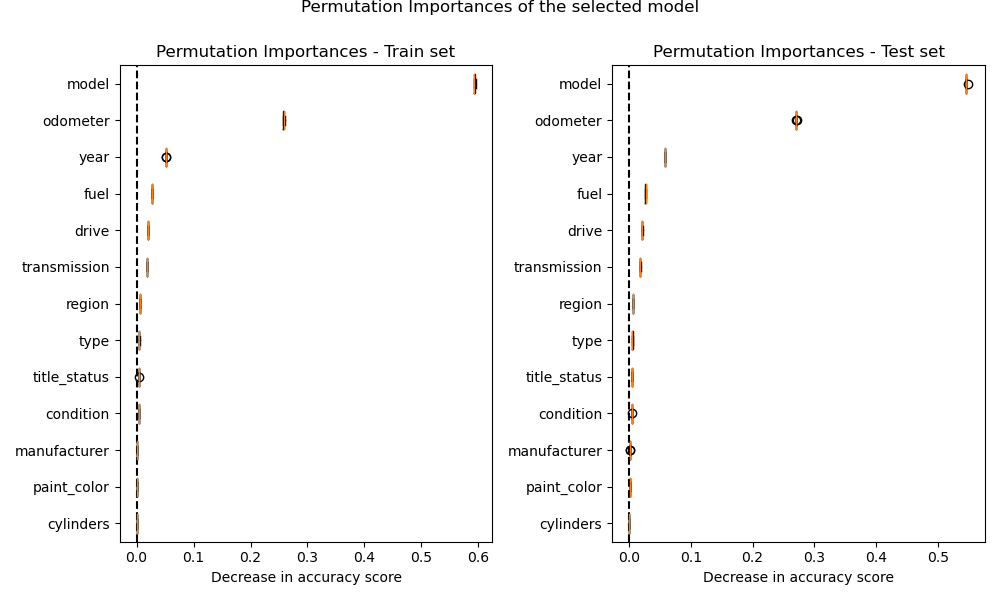 Permutation Importances of the selected model
Permutation Importances - Train set
model
odometer
year
fuel
drive
transmission
region
type
title_status
condition
manufacturer
paint_color
cylinders
0.0 0.1 0.2 0.3 0.4 0.5 0.6
Decrease in accuracy score
Permutation Importances - Test set
model
odometer
year
fuel
drive
transmission
region
type
title_status
condition
manufacturer
paint_color
cylinders
0.0 0.1 0.2 0.3 0.4 0.5
Decrease in accuracy score